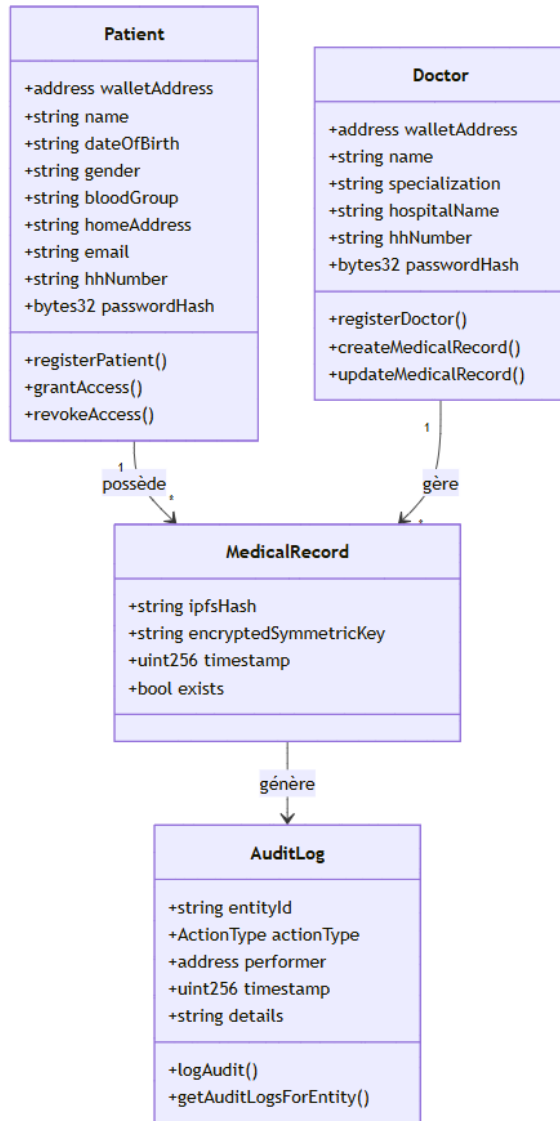 Patient
+address walletAddress
+string name
+string dateOfBirth
+string gender
+string bloodGroup
+string homeAddress
+string email
+string hhNumber
+bytes32 passwordHash
+registerPatient()
+grantAccess()
+revokeAccess()
Doctor
+address walletAddress
+string name
+string specialization
+string hospitalName
+string hhNumber
+bytes32 passwordHash
+registerDoctor()
+createMedicalRecord()
+updateMedicalRecord()
1
possède
*
1
gère
*
MedicalRecord
+string ipfsHash
+string encryptedSymmetricKey
+uint256 timestamp
+bool exists
génère
AuditLog
+string entityId
+ActionType actionType
+address performer
+uint256 timestamp
+string details
+logAudit()
+getAuditLogsForEntity()